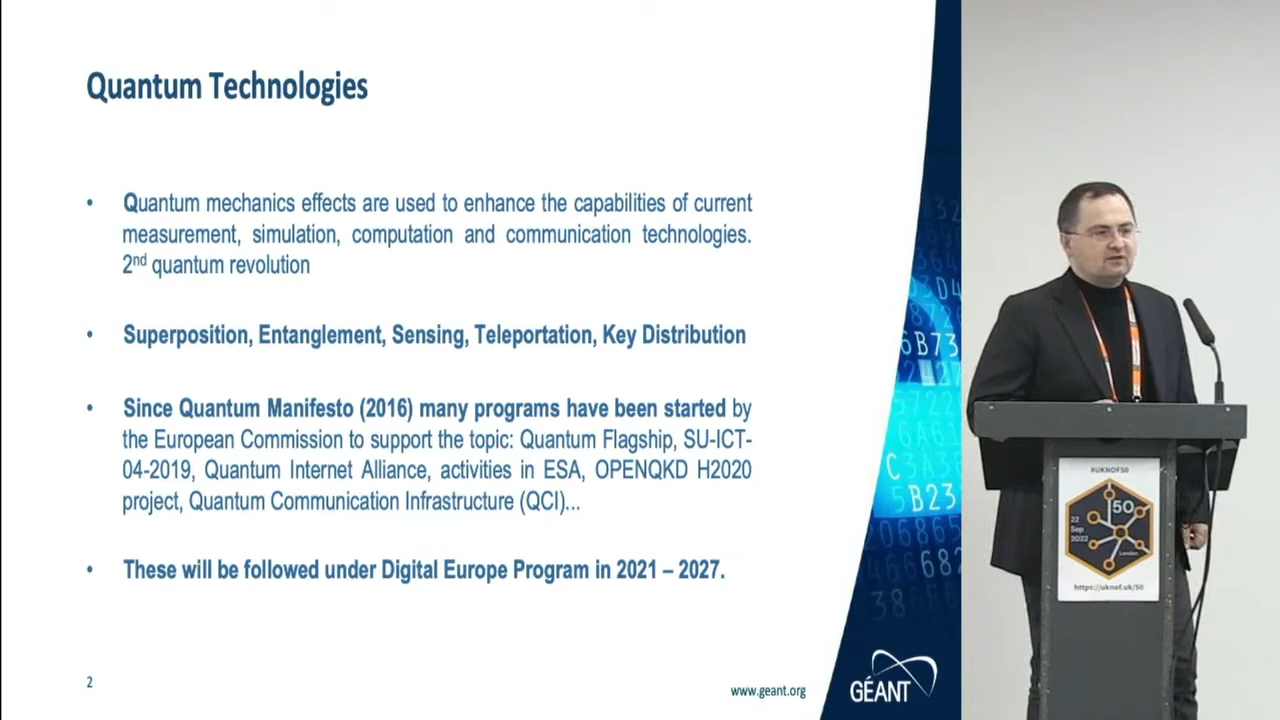 Quantum Technologies
• Quantum mechanics effects are used to enhance the capabilities of current
measurement, simulation, computation and communication technologies.
2nd quantum revolution
• Superposition, Entanglement, Sensing, Teleportation, Key Distribution
• Since Quantum Manifesto (2016) many programs have been started by
the European Commission to support the topic: Quantum Flagship, SU-ICT-
04-2019, Quantum Internet Alliance, activities in ESA, OPENQKD H2020
project, Quantum Communication Infrastructure (QCI)...
• These will be followed under Digital Europe Program in 2021 – 2027.
2
www.geant.org
GÉANT
6B73
B23
#UKNOF50
50
22
Sep
2022
London
https://uknof.uk/50